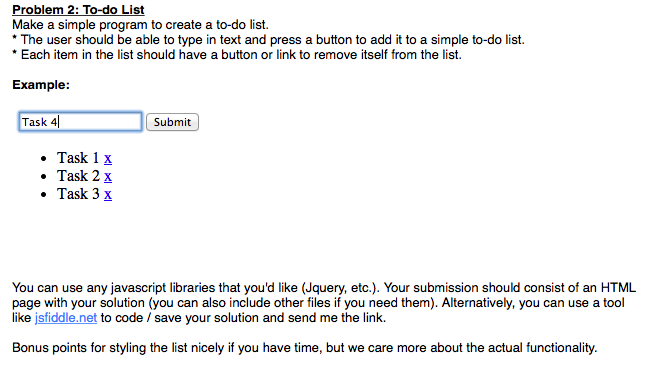 Problem 2: To-do List
Make a simple program to create a to-do list.
* The user should be able to type in text and press a button to add it to a simple to-do list.
* Each item in the list should have a button or link to remove itself from the list.
Example:
Task 4 Submit
• Task 1 x
• Task 2 x
• Task 3 x
You can use any javascript libraries that you'd like (Jquery, etc.). Your submission should consist of an HTML
page with your solution (you can also include other files if you need them). Alternatively, you can use a tool
like jsfiddle.net to code / save your solution and send me the link.
Bonus points for styling the list nicely if you have time, but we care more about the actual functionality.